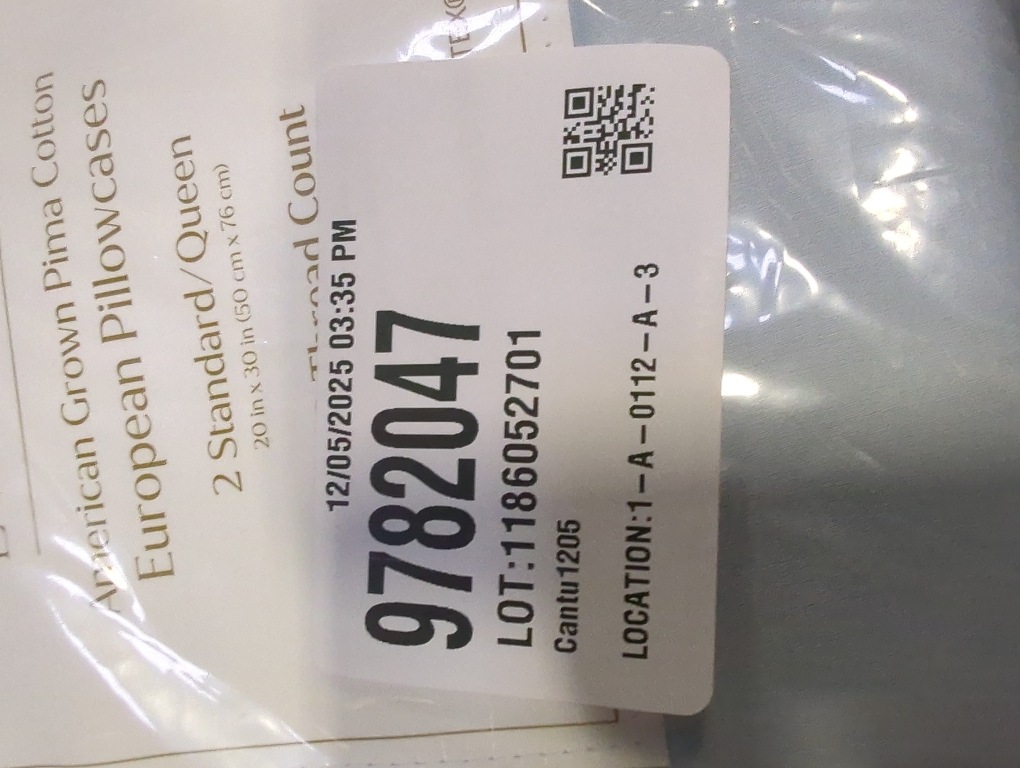 American Grown Pima Cotton
European Pillowcases
2 Standard/Queen
20 in x 30 in (50 cm x 76 cm)
Thread Count
12/05/2025 03:35 PM
9782047
LOT:1186052701
Cantu1205
LOCATION:1-A-0112-A-3